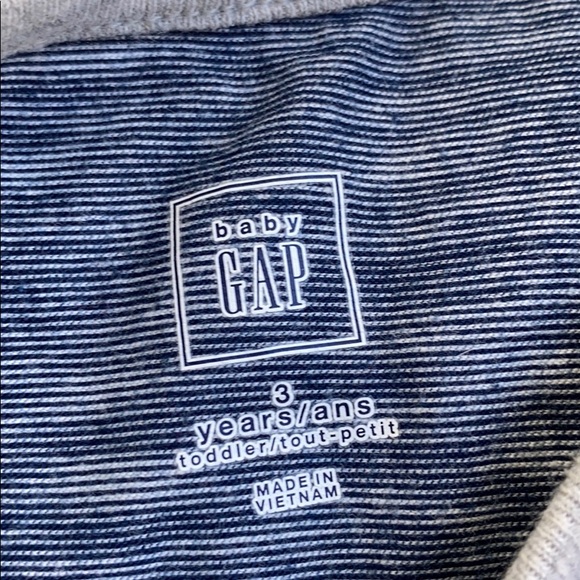 baby
GAP
3
years/ans
toddler/tout-petit
MADE IN
VIETNAM